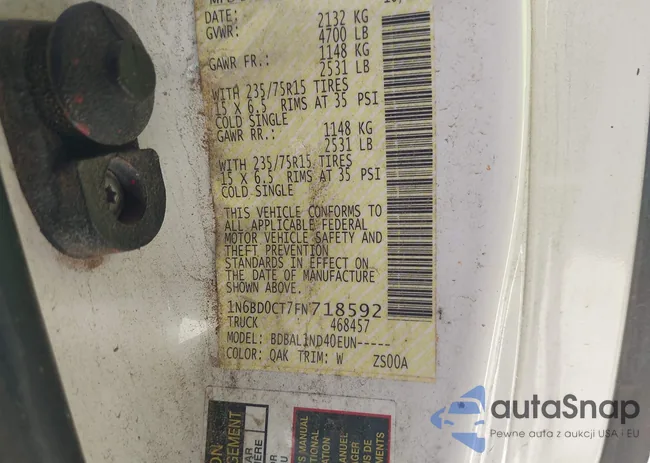 DATE:
2132 KG
GVWR:
4700 LB
1148 KG
GAWR FR.:
2531 LB
WITH 235/75R15 TIRES
15 X 6.5 RIMS AT 35 PSI
COLD SINGLE
GAWR RR.:
1148 KG
2531 LB
WITH 235/75R15 TIRES
15 X 6.5 RIMS AT 35 PSI
COLD SINGLE
THIS VEHICLE CONFORMS TO
ALL APPLICABLE FEDERAL
MOTOR VEHICLE SAFETY AND
THEFT PREVENTION
STANDARDS IN EFFECT ON
THE DATE OF MANUFACTURE
SHOWN ABOVE.
1N6BD0CT7FN718592
TRUCK 468457
MODEL: BDBAL1ND40EUN-----
COLOR: QAK TRIM: W ZS00A
autoSnap
Pewne auta z aukcji USA i EU